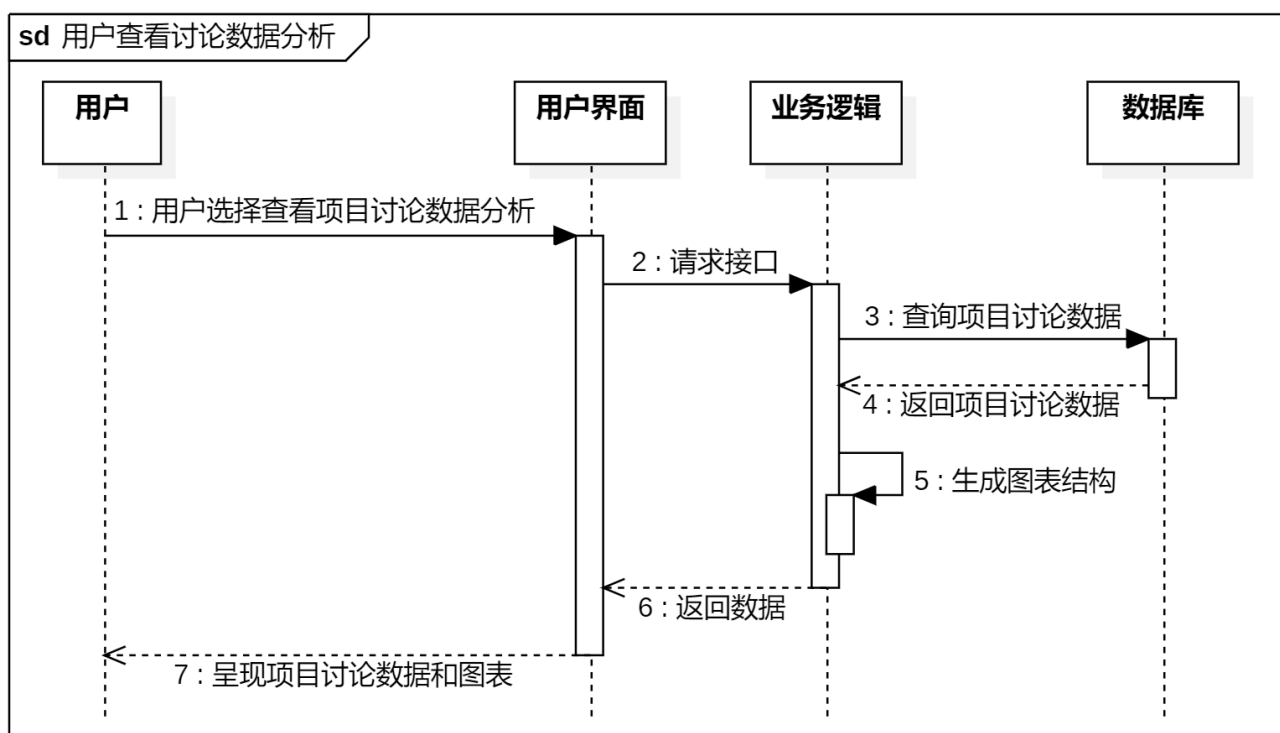 sd 用户查看讨论数据分析
用户
用户界面
业务逻辑
数据库
1 : 用户选择查看项目讨论数据分析
2 : 请求接口
3 : 查询项目讨论数据
4 : 返回项目讨论数据
5 : 生成图表结构
6 : 返回数据
7 : 呈现项目讨论数据和图表